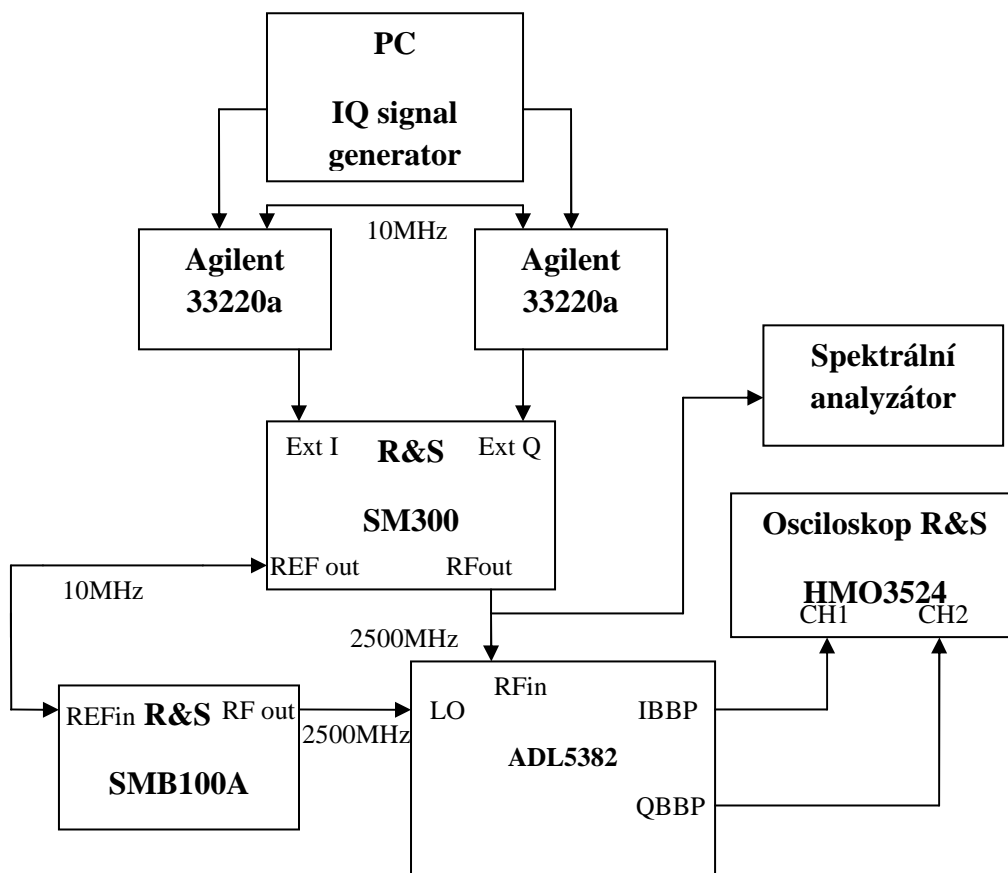 PC
IQ signal
generator
10MHz
Agilent
33220a
Agilent
33220a
Spektrální
analyzátor
Ext I
R&S
Ext Q
SM300
REF out
RFout
Osciloskop R&S
HMO3524
CH1
CH2
10MHz
2500MHz
REFin R&S RF out
SMB100A
2500MHz
RFin
LO
IBBP
ADL5382
QBBP